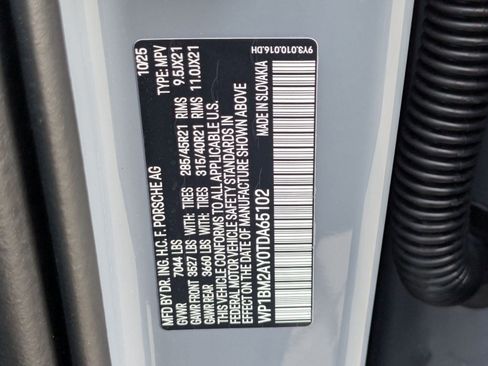 9Y3.010.016.DH
MFD BY DR. ING. H.C. F. PORSCHE AG 10/25
GVWR 7044 LBS TYPE: MPV
GAWR FRONT 3527 LBS WITH: TIRES 285/45R21 RIMS 9.5JX21
GAWR REAR 3660 LBS WITH: TIRES 315/40R21 RIMS 11.0JX21
THIS VEHICLE CONFORMS TO ALL APPLICABLE U.S.
FEDERAL MOTOR VEHICLE SAFETY STANDARDS IN
EFFECT ON THE DATE OF MANUFACTURE SHOWN ABOVE
WP1BM2AY0TDA65102 MADE IN SLOVAKIA